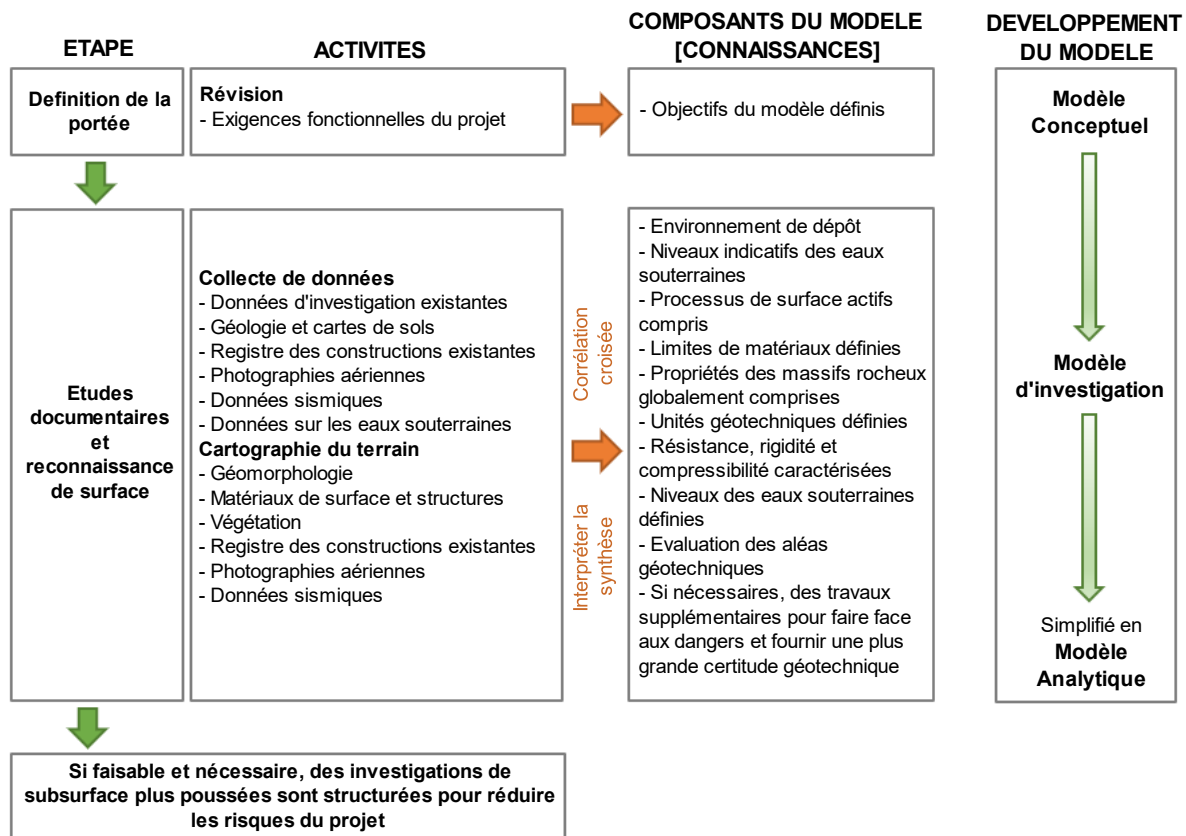 ETAPE
ACTIVITES
COMPOSANTS DU MODELE
[CONNAISSANCES]
DEVELOPPEMENT
DU MODELE
Definition de la
portée
Révision
- Exigences fonctionnelles du projet
- Objectifs du modèle définis
Etudes
documentaires
et
reconnaissance
de surface
Collecte de données
- Données d'investigation existantes
- Géologie et cartes de sols
- Registre des constructions existantes
- Photographies aériennes
- Données sismiques
- Données sur les eaux souterraines
Cartographie du terrain
- Géomorphologie
- Matériaux de surface et structures
- Végétation
- Registre des constructions existantes
- Photographies aériennes
- Données sismiques
Corrélation
croisée
Interpréter la
synthèse
- Environnement de dépôt
- Niveaux indicatifs des eaux
souterraines
- Processus de surface actifs
compris
- Limites de matériaux définies
- Propriétés des massifs rocheux
globalement comprises
- Unités géotechniques définies
- Résistance, rigidité et
compressibilité caractérisées
- Niveaux des eaux souterraines
définies
- Evaluation des aléas
géotechniques
- Si nécessaires, des travaux
supplémentaires pour faire face
aux dangers et fournir une plus
grande certitude géotechnique
Modèle
Conceptuel
Modèle
d'investigation
Simplifié en
Modèle
Analytique
Si faisable et nécessaire, des investigations de
subsurface plus poussées sont structurées pour réduire
les risques du projet